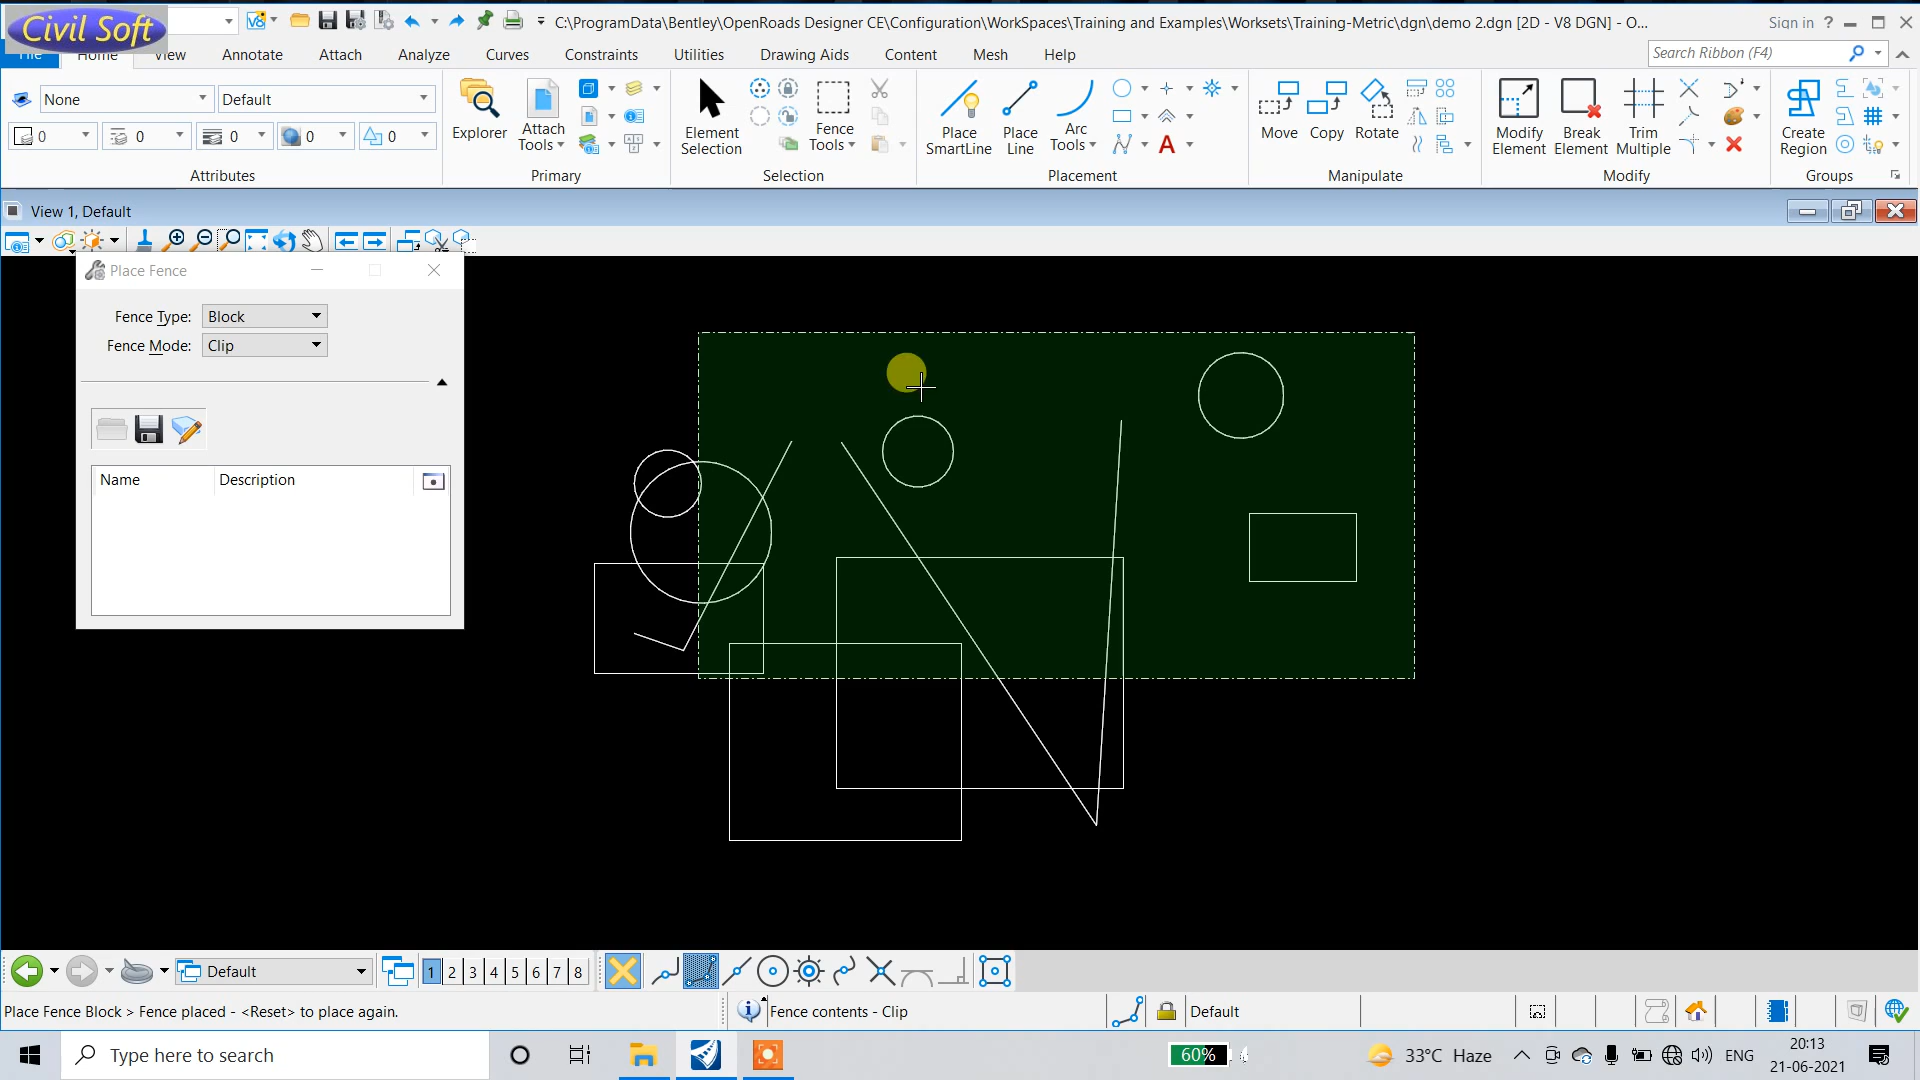 Civil Soft
C:\ProgramData\Bentley\OpenRoads Designer CE\Configuration\WorkSpaces\Training and Examples\Worksets\Training-Metric\dgn\demo 2.dgn [2D - V8 DGN] - O...
Sign in
File Home View Annotate Attach Analyze Curves Constraints Utilities Drawing Aids Content Mesh Help
Search Ribbon (F4)
None Default
0 0 0 0 0
Explorer
Attach Tools
Element Selection
Fence Tools
Place SmartLine
Place Line
Arc Tools
Move Copy Rotate
Modify Element
Break Element
Trim Multiple
Create Region
Attributes Primary Selection Placement Manipulate Modify Groups
View 1, Default
Place Fence
Fence Type: Block
Fence Mode: Clip
Name Description
Default
1 2 3 4 5 6 7 8
Place Fence Block > Fence placed - <Reset> to place again.
Fence contents - Clip
Default
Type here to search
60%
33°C Haze
ENG
20:13
21-06-2021